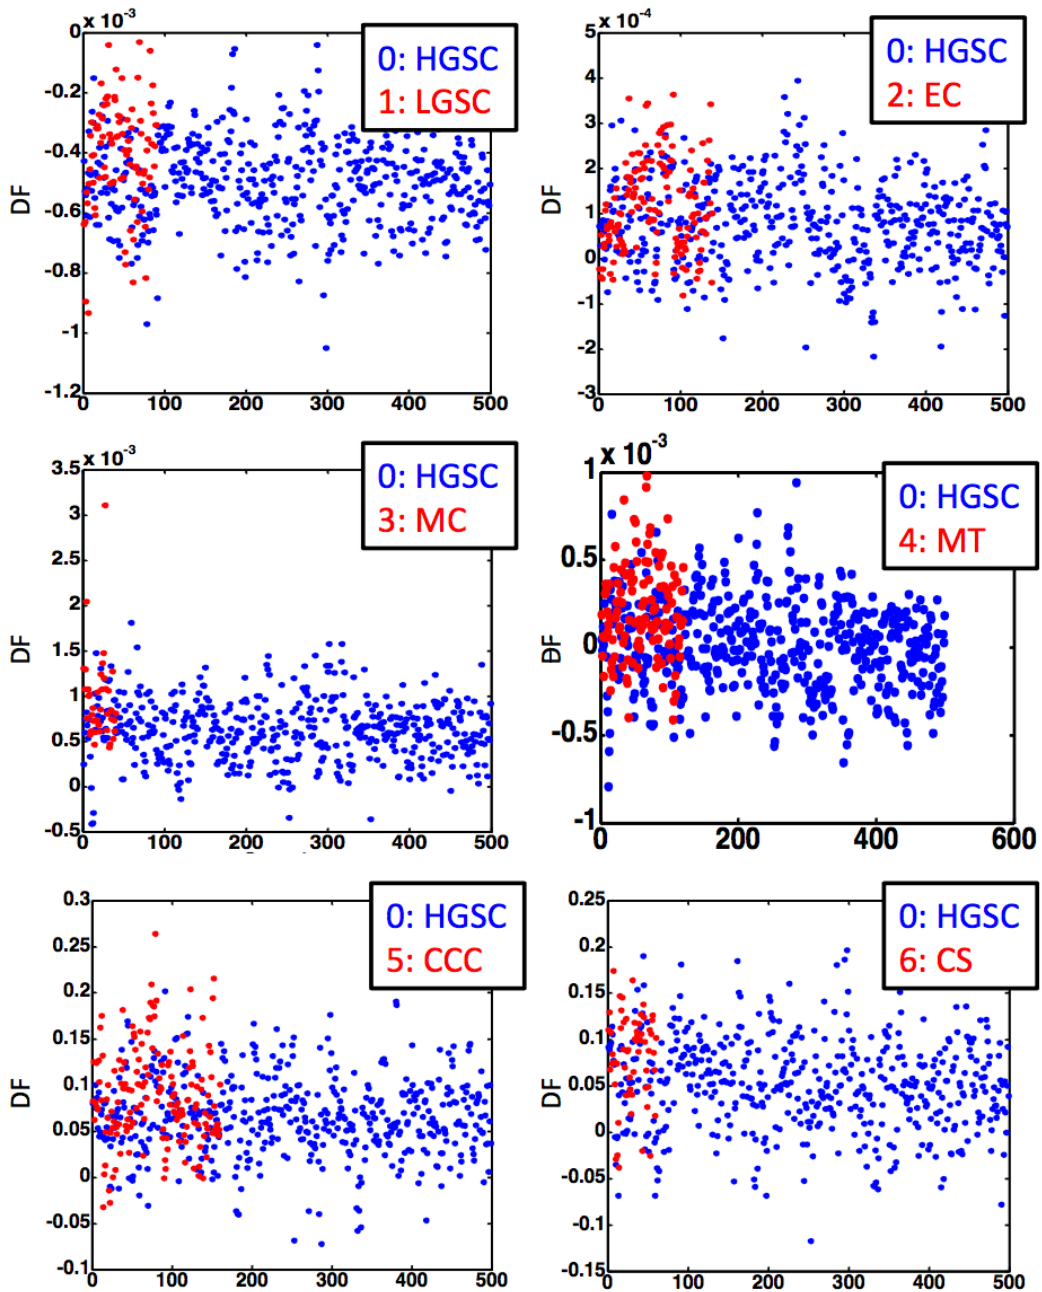 x 10⁻³
0
-0.2
-0.4
-0.6
-0.8
-1
-1.2
DF
0 100 200 300 400 500
0: HGSC
1: LGSC
x 10⁻⁴
5
4
3
2
1
0
-1
-2
-3
DF
0 100 200 300 400 500
0: HGSC
2: EC
x 10⁻³
3.5
3
2.5
2
1.5
1
0.5
0
-0.5
DF
0 100 200 300 400 500
0: HGSC
3: MC
x 10⁻³
1
0.5
0
-0.5
-1
DF
0 200 400 600
0: HGSC
4: MT
0.3
0.25
0.2
0.15
0.1
0.05
0
-0.05
-0.1
DF
0 100 200 300 400 500
0: HGSC
5: CCC
0.25
0.2
0.15
0.1
0.05
0
-0.05
-0.1
-0.15
DF
0 100 200 300 400 500
0: HGSC
6: CS